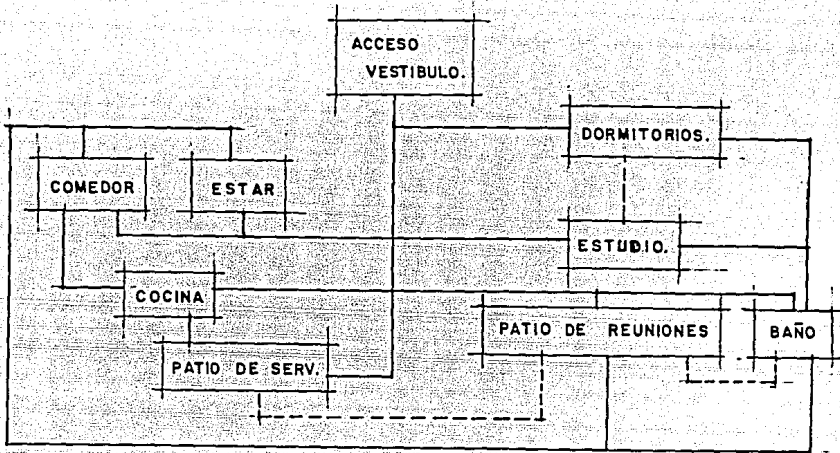 ACCESO
VESTIBULO.
DORMITORIOS.
COMEDOR
ESTAR
ESTUDIO.
COCINA
PATIO DE REUNIONES
BAÑO
PATIO DE SERV.